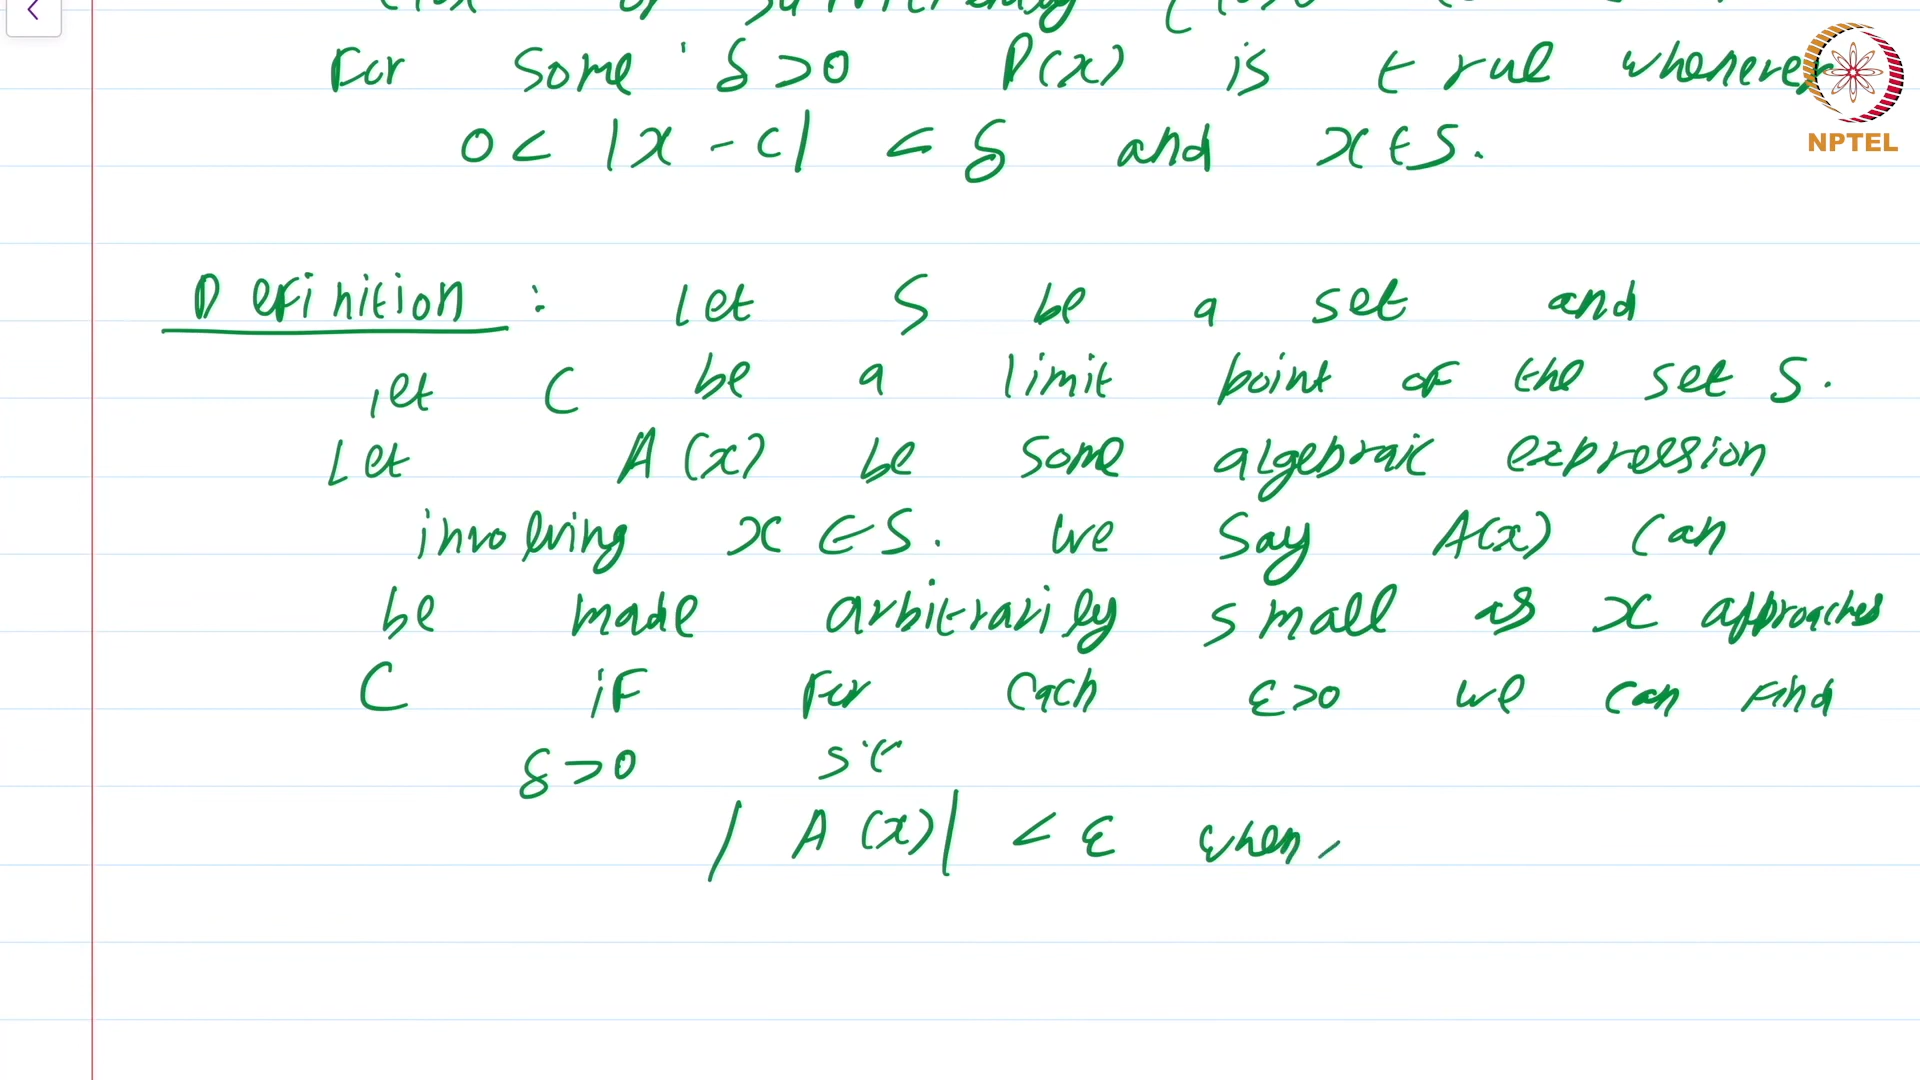 For some δ>0 P(x) is true whenever
NPTEL
0 < |x - c| < δ and x ∈ S.
Definition : Let S be a set and
let C be a limit point of the set S.
Let A(x) be some algebraic expression
involving x ∈ S. We say A(x) can
be made arbitrarily small as x approaches
C if for each ε>0 we can find
δ>0 st
| A(x)| < ε when